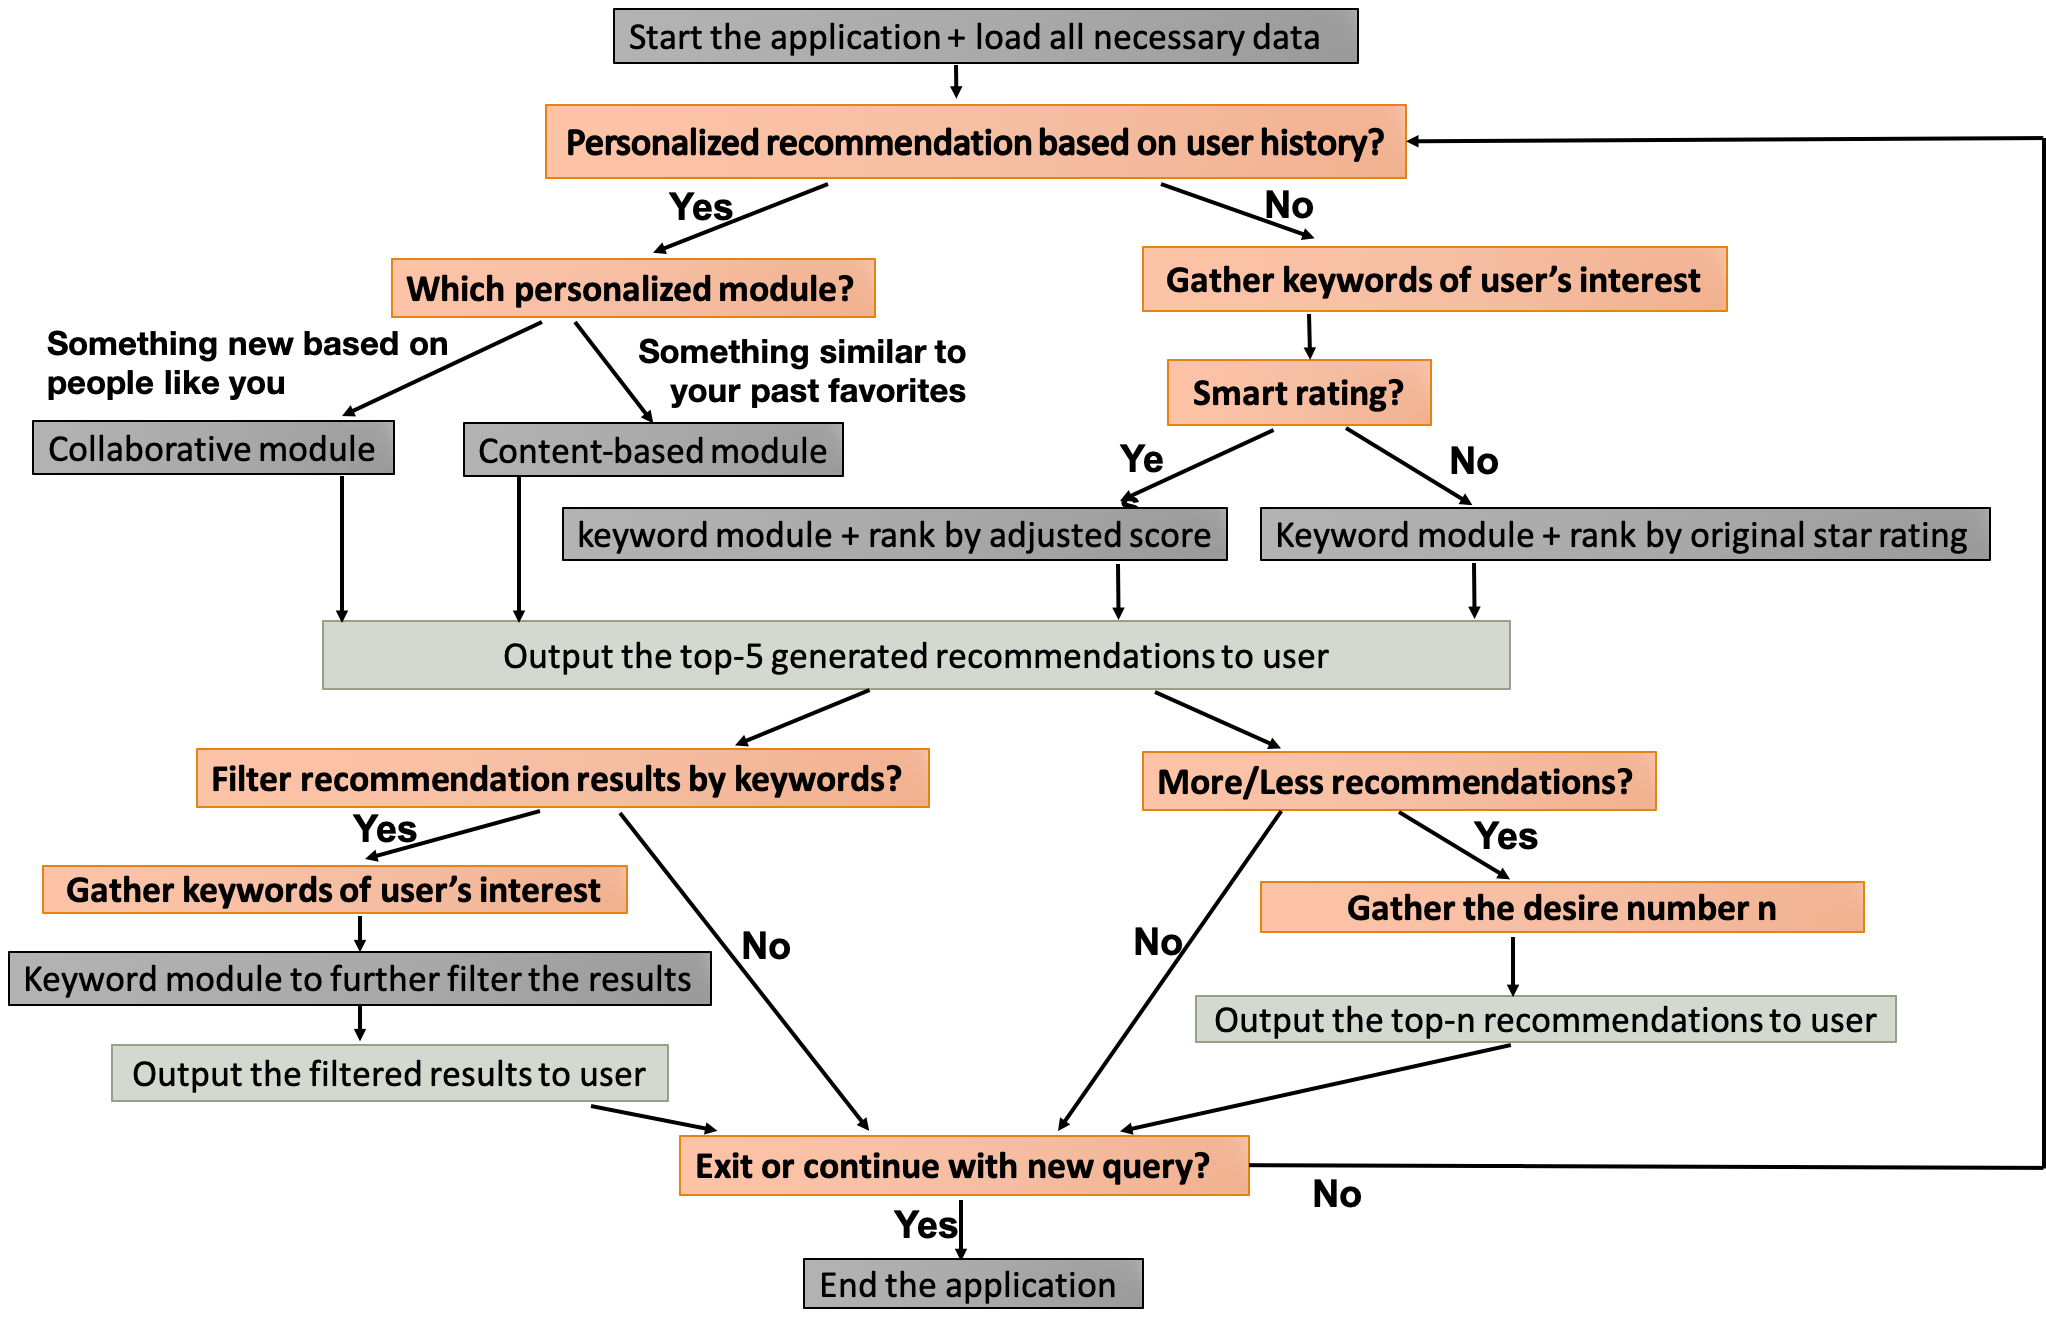 Start the application + load all necessary data
Personalized recommendation based on user history?
Yes
No
Which personalized module?
Gather keywords of user's interest
Something new based on
people like you
Something similar to
your past favorites
Smart rating?
Collaborative module
Content-based module
Ye
s
No
keyword module + rank by adjusted score
Keyword module + rank by original star rating
Output the top-5 generated recommendations to user
Filter recommendation results by keywords?
More/Less recommendations?
Yes
Yes
Gather keywords of user's interest
Gather the desire number n
No
No
Keyword module to further filter the results
Output the top-n recommendations to user
Output the filtered results to user
Exit or continue with new query?
No
Yes
End the application